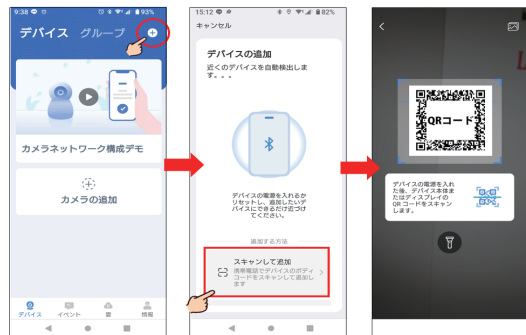 9:38
93%
デバイス グループ
カメラネットワーク構成デモ
カメラの追加
デバイス イベント 雲 情報
15:12
82%
キャンセル
デバイスの追加
近くのデバイスを自動検出しま
す。。。
デバイスの電源を入れるか
リセットし、追加したいデ
バイスにできるだけ近づけ
てください。
追加する方法
スキャンして追加
携帯電話でデバイスのボディ
コードをスキャンして追加し
ます
QRコード
デバイスの電源を入れ
た後、デバイス本体ま
たはディスプレイの
QRコードをスキャン
します。